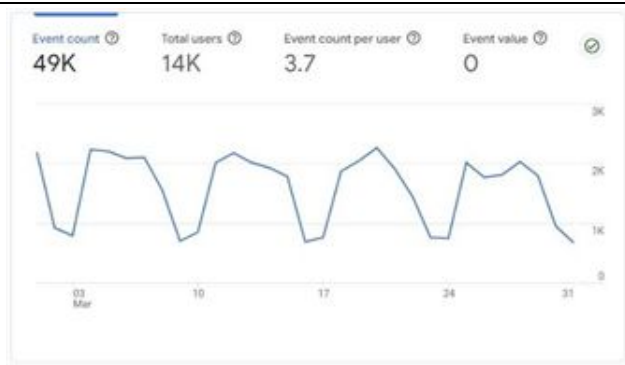 Event count Total users Event count per user Event value
49K 14K 3.7 0
3K
2K
1K
0
03 10 17 24 31
Mar